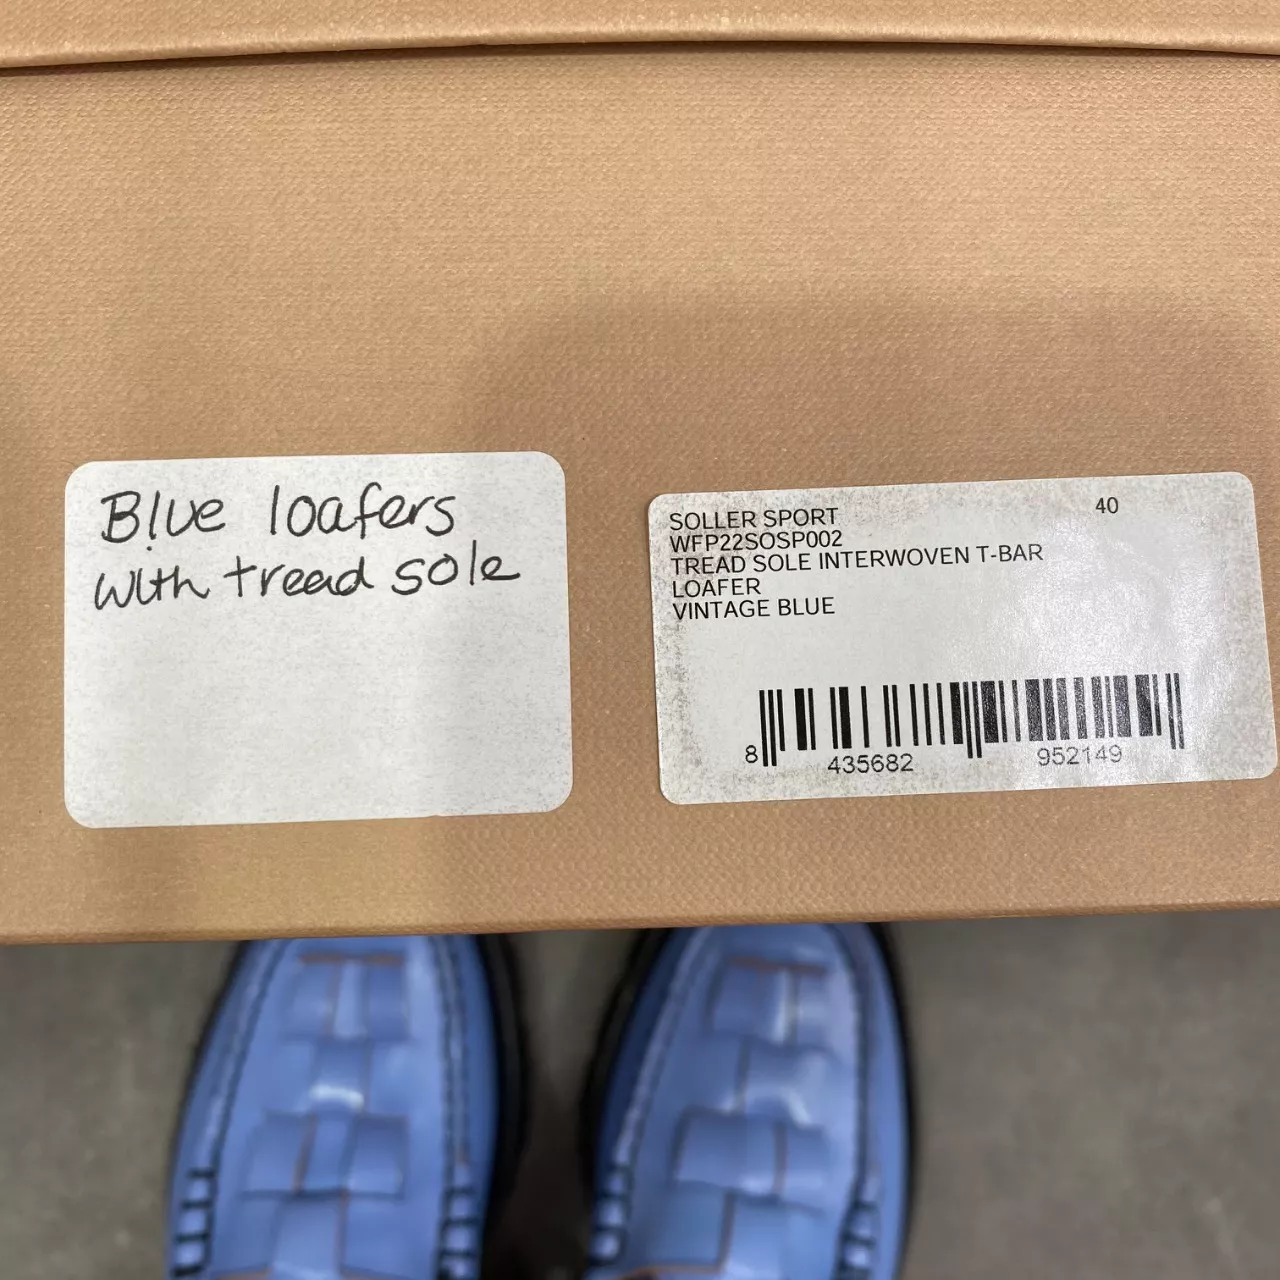 Blue loafers
with tread sole
SOLLER SPORT 40
WFP22SOSP002
TREAD SOLE INTERWOVEN T-BAR
LOAFER
VINTAGE BLUE
8 435682 952149